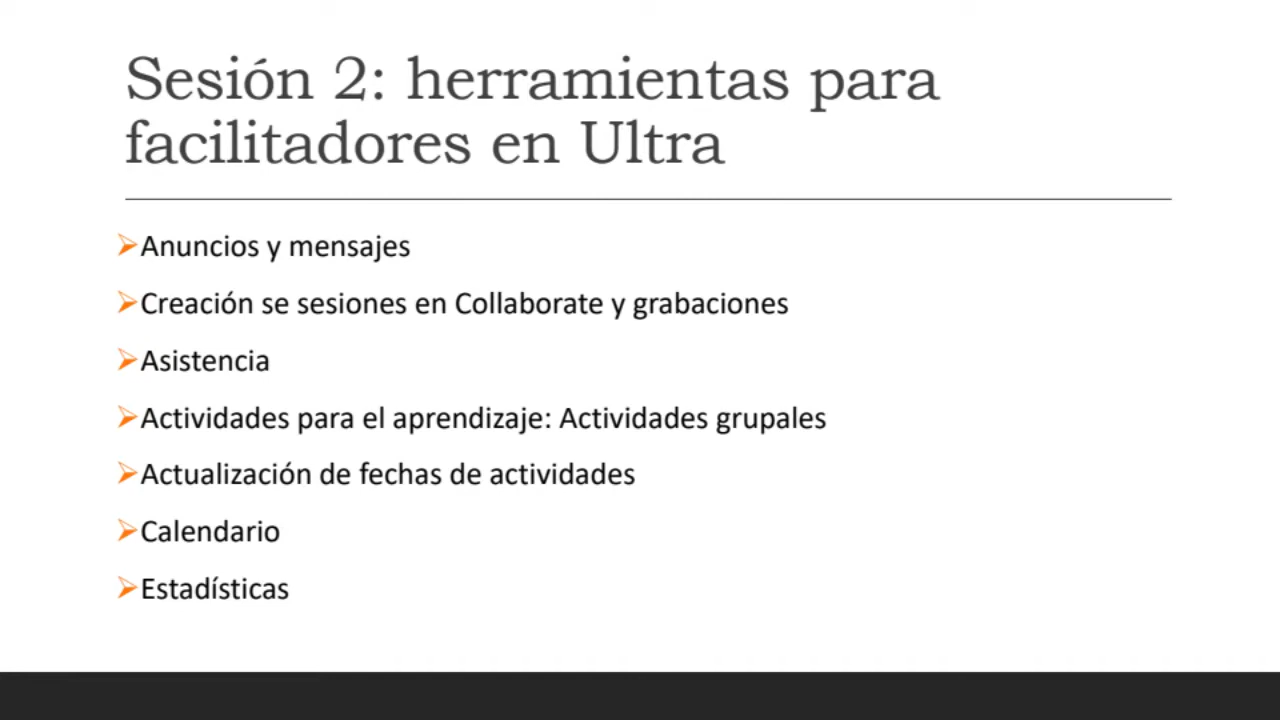 Sesión 2: herramientas para
facilitadores en Ultra
Anuncios y mensajes
Creación se sesiones en Collaborate y grabaciones
Asistencia
Actividades para el aprendizaje: Actividades grupales
Actualización de fechas de actividades
Calendario
Estadísticas